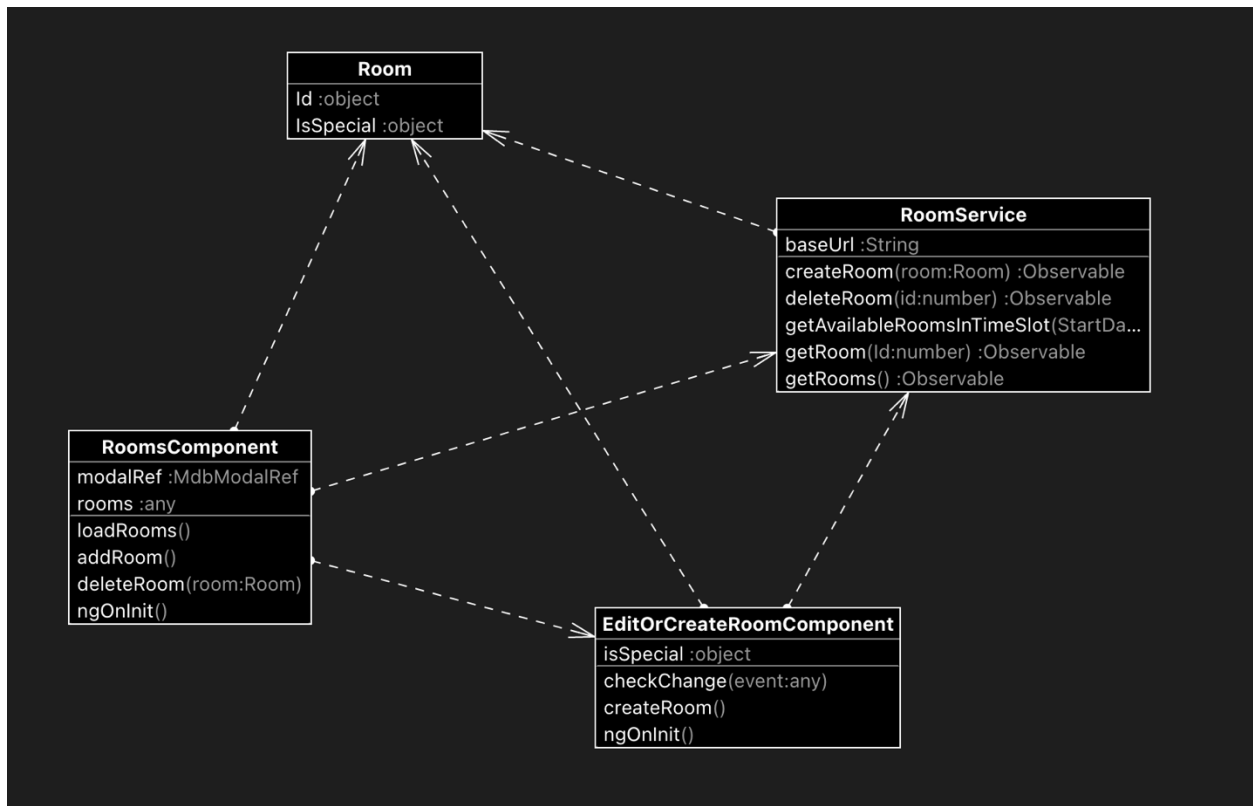 Room
Id :object
IsSpecial :object
RoomService
baseUrl :String
createRoom(room:Room) :Observable
deleteRoom(id:number) :Observable
getAvailableRoomsInTimeSlot(StartDa...
getRoom(Id:number) :Observable
getRooms() :Observable
RoomsComponent
modalRef :MdbModalRef
rooms :any
loadRooms()
addRoom()
deleteRoom(room:Room)
ngOnInit()
EditOrCreateRoomComponent
isSpecial :object
checkChange(event:any)
createRoom()
ngOnInit()